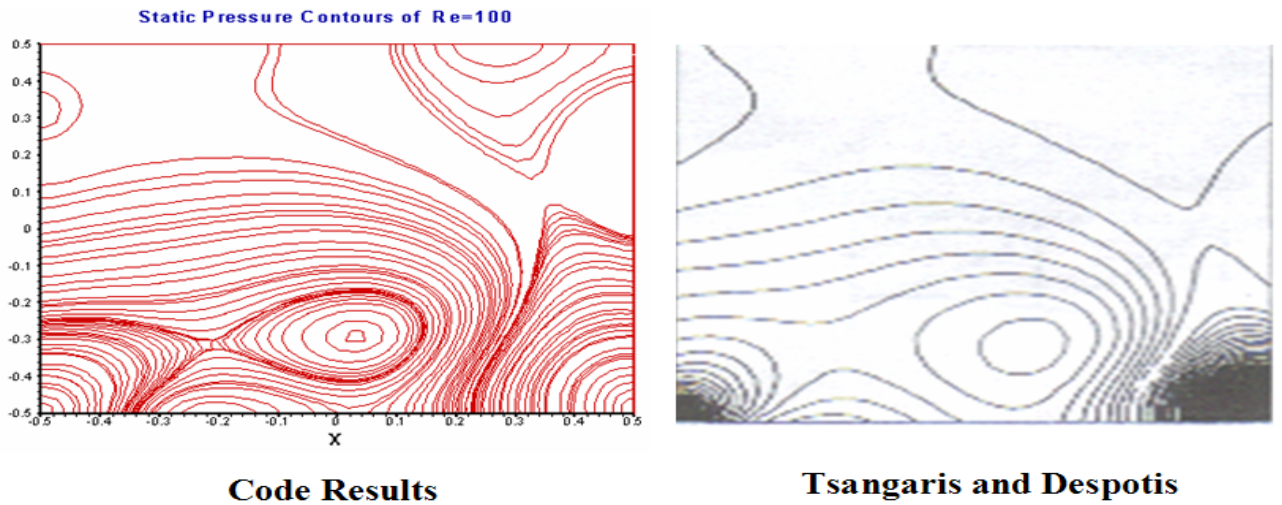 Static Pressure Contours of Re=100
0.5
0.4
0.3
0.2
0.1
0
-0.1
-0.2
-0.3
-0.4
-0.5
-0.5 -0.4 -0.3 -0.2 -0.1 0 0.1 0.2 0.3 0.4 0.5
X
Code Results
Tsangaris and Despotis